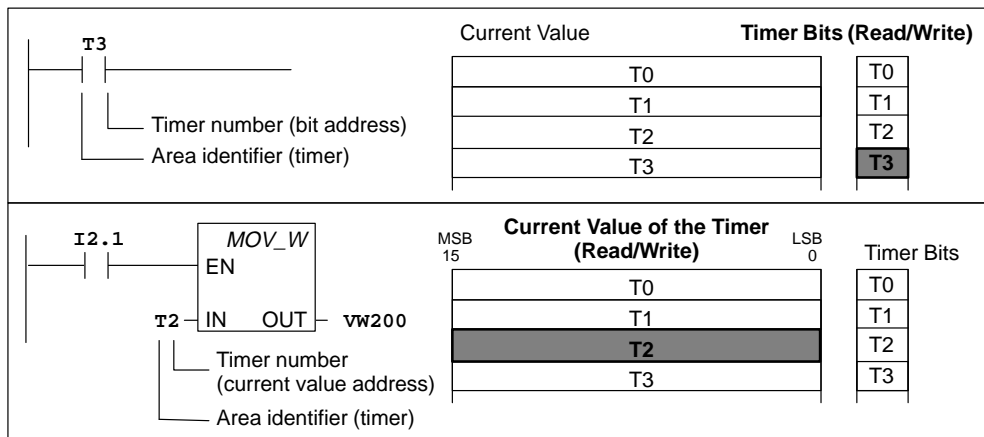 T3
Timer number (bit address)
Area identifier (timer)
Current Value
Timer Bits (Read/Write)
T0
T1
T2
T3
T0
T1
T2
T3
I2.1
MOV_W
EN
T2
IN
OUT
VW200
Timer number
(current value address)
Area identifier (timer)
MSB
15
Current Value of the Timer
(Read/Write)
LSB
0
Timer Bits
T0
T1
T2
T3
T0
T1
T2
T3